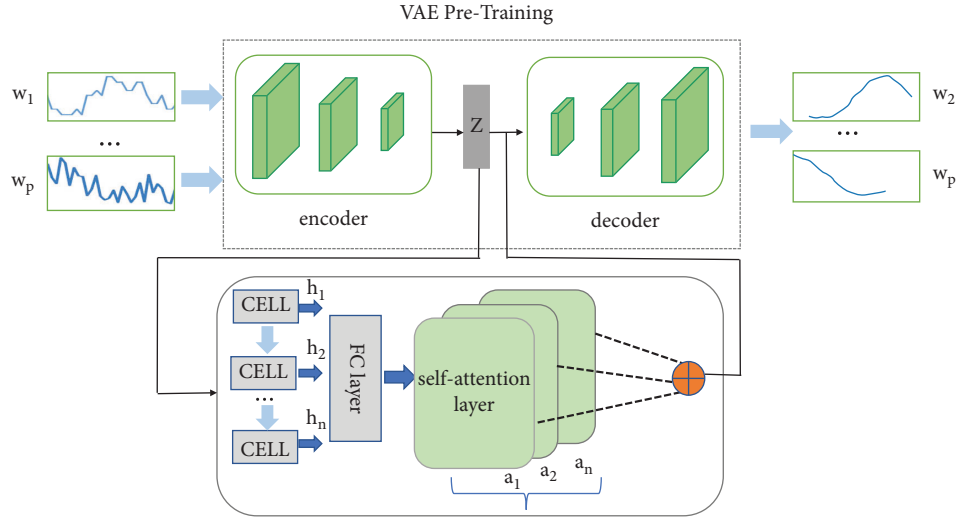 VAE Pre-Training
w1
...
wp
encoder
Z
decoder
w2
...
wp
CELL
h1
CELL
h2
...
CELL
hn
FC layer
self-attention
layer
a1
a2
an